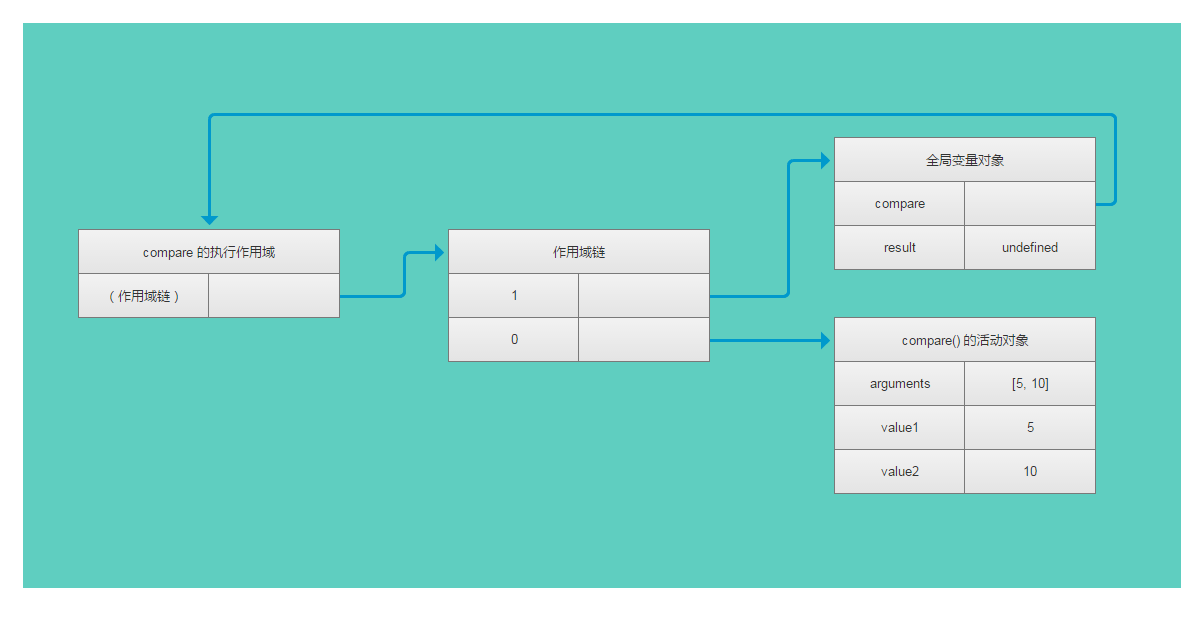 compare 的执行作用域
（作用域链）
作用域链
1
0
全局变量对象
compare
result undefined
compare() 的活动对象
arguments [5, 10]
value1 5
value2 10